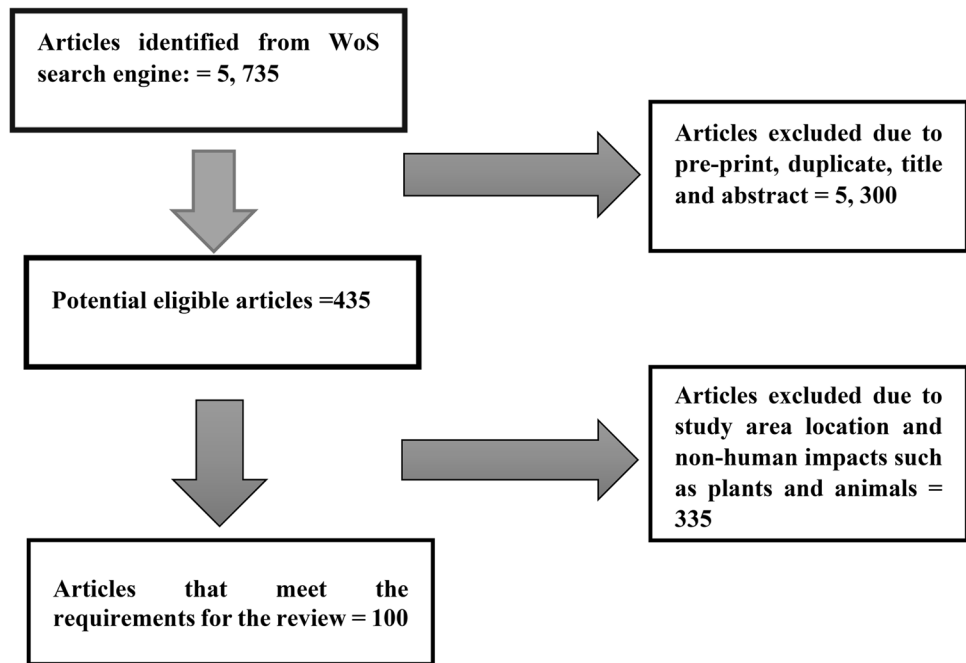 Articles identified from WoS
search engine: = 5, 735
Articles excluded due to
pre-print, duplicate, title
and abstract = 5, 300
Potential eligible articles =435
Articles excluded due to
study area location and
non-human impacts such
as plants and animals =
335
Articles that meet the
requirements for the review = 100